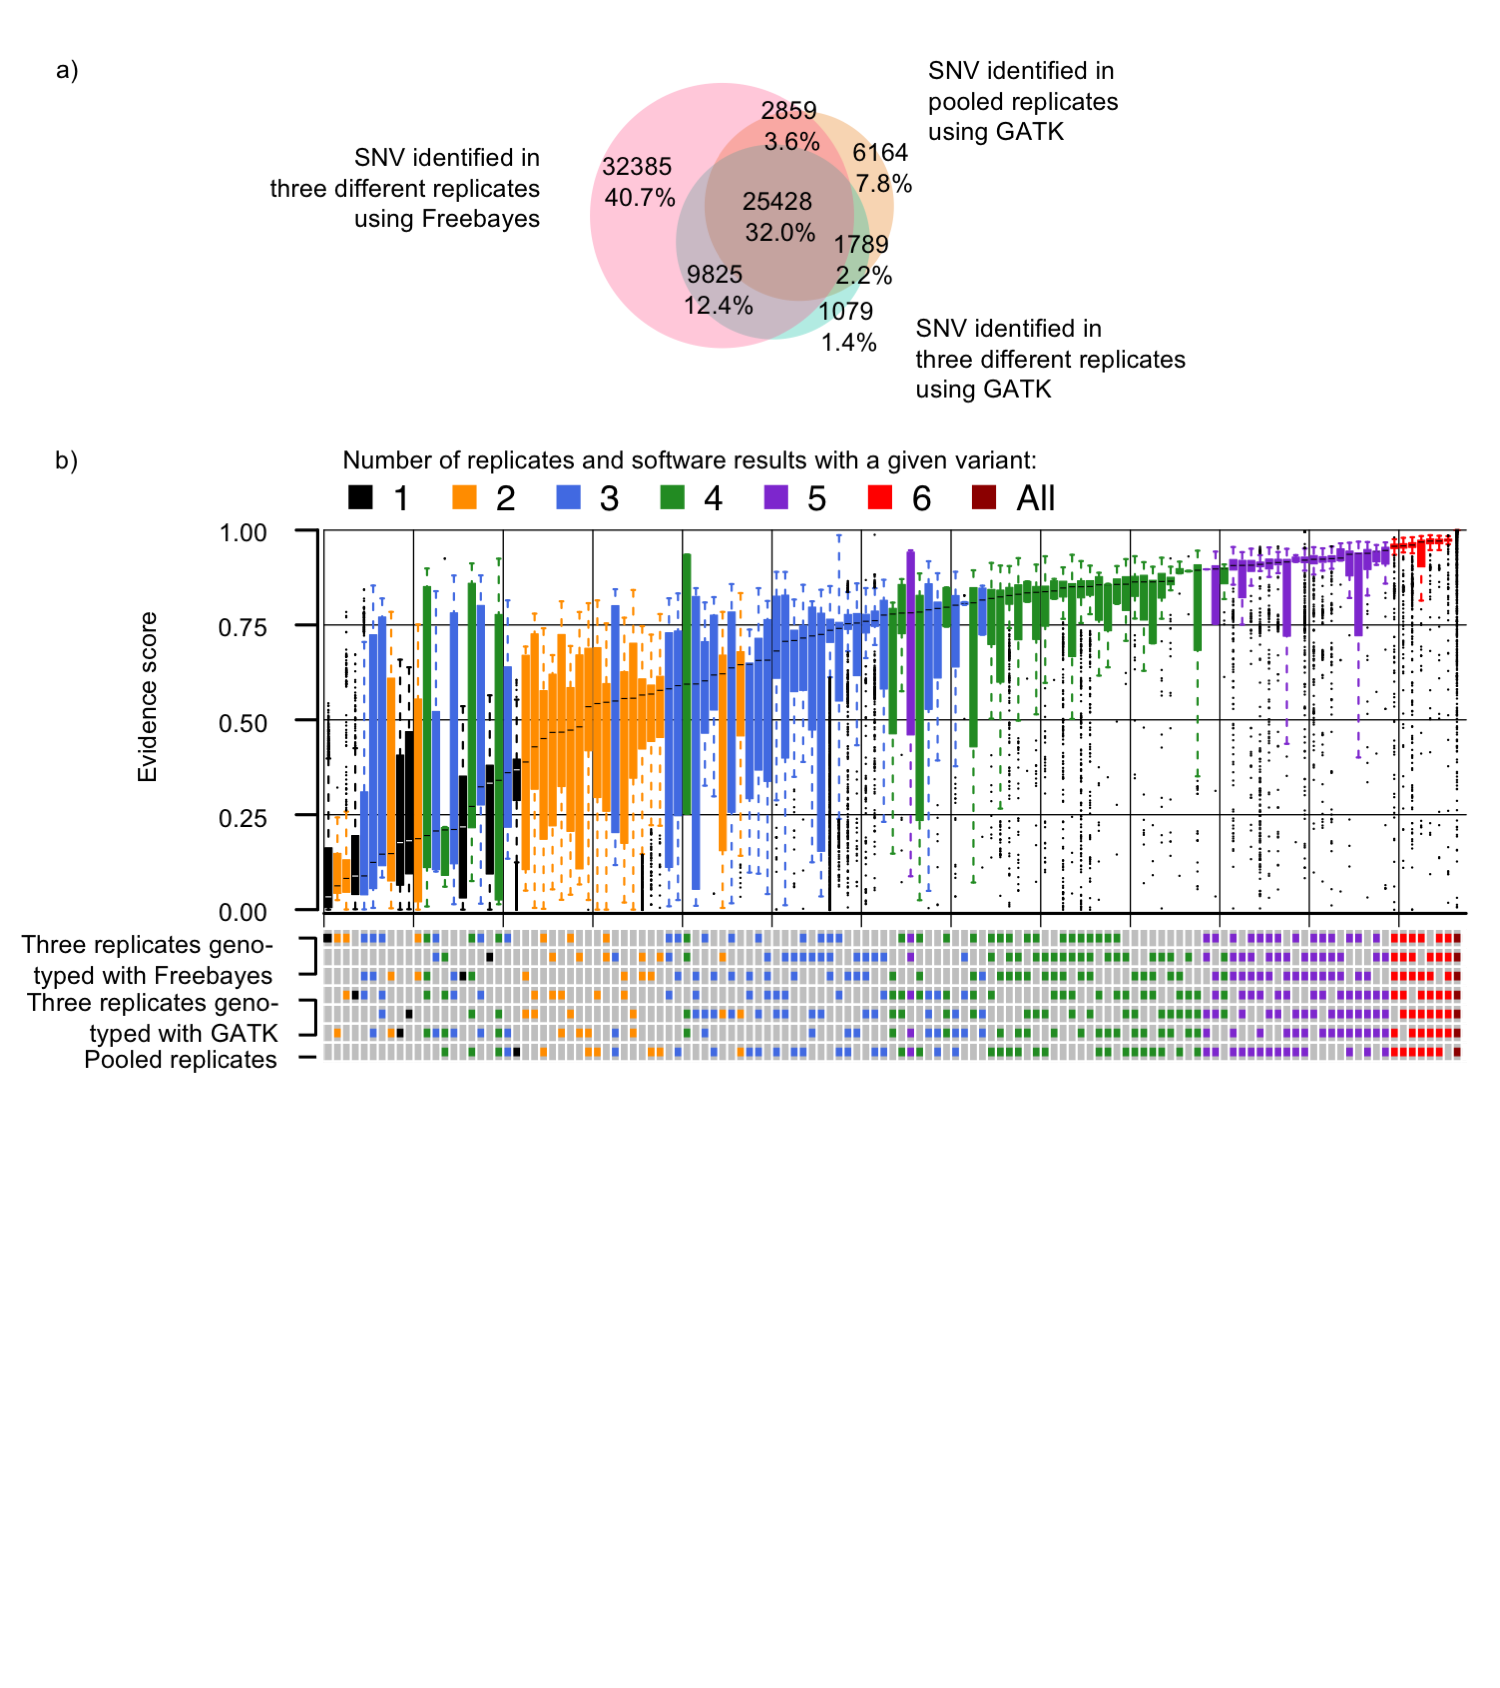 a)
SNV identified in
pooled replicates
using GATK
SNV identified in
three different replicates
using Freebayes
2859
3.6%
6164
7.8%
32385
40.7%
25428
32.0%
1789
2.2%
9825
12.4%
1079
1.4%
SNV identified in
three different replicates
using GATK
b)
Number of replicates and software results with a given variant:
1 2 3 4 5 6 All
Evidence score
1.00
0.75
0.50
0.25
0.00
Three replicates geno-
typed with Freebayes
Three replicates geno-
typed with GATK
Pooled replicates